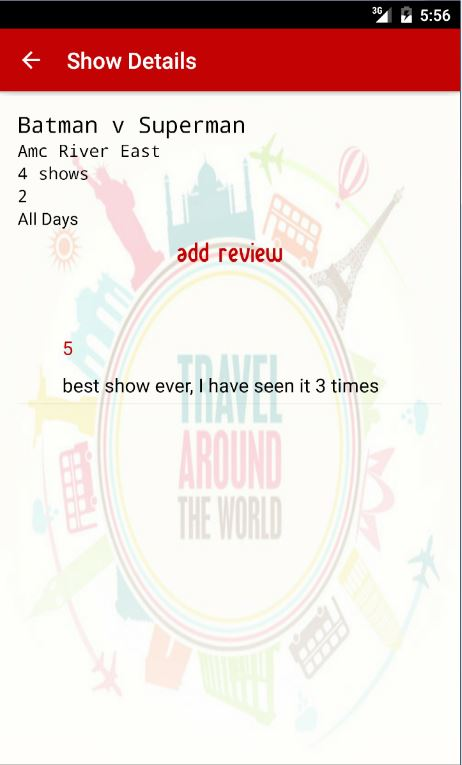 3G 5:56
Show Details
Batman v Superman
Amc River East
4 shows
2
All Days
add review
5
best show ever, I have seen it 3 times
TRAVEL
AROUND
THE WORLD